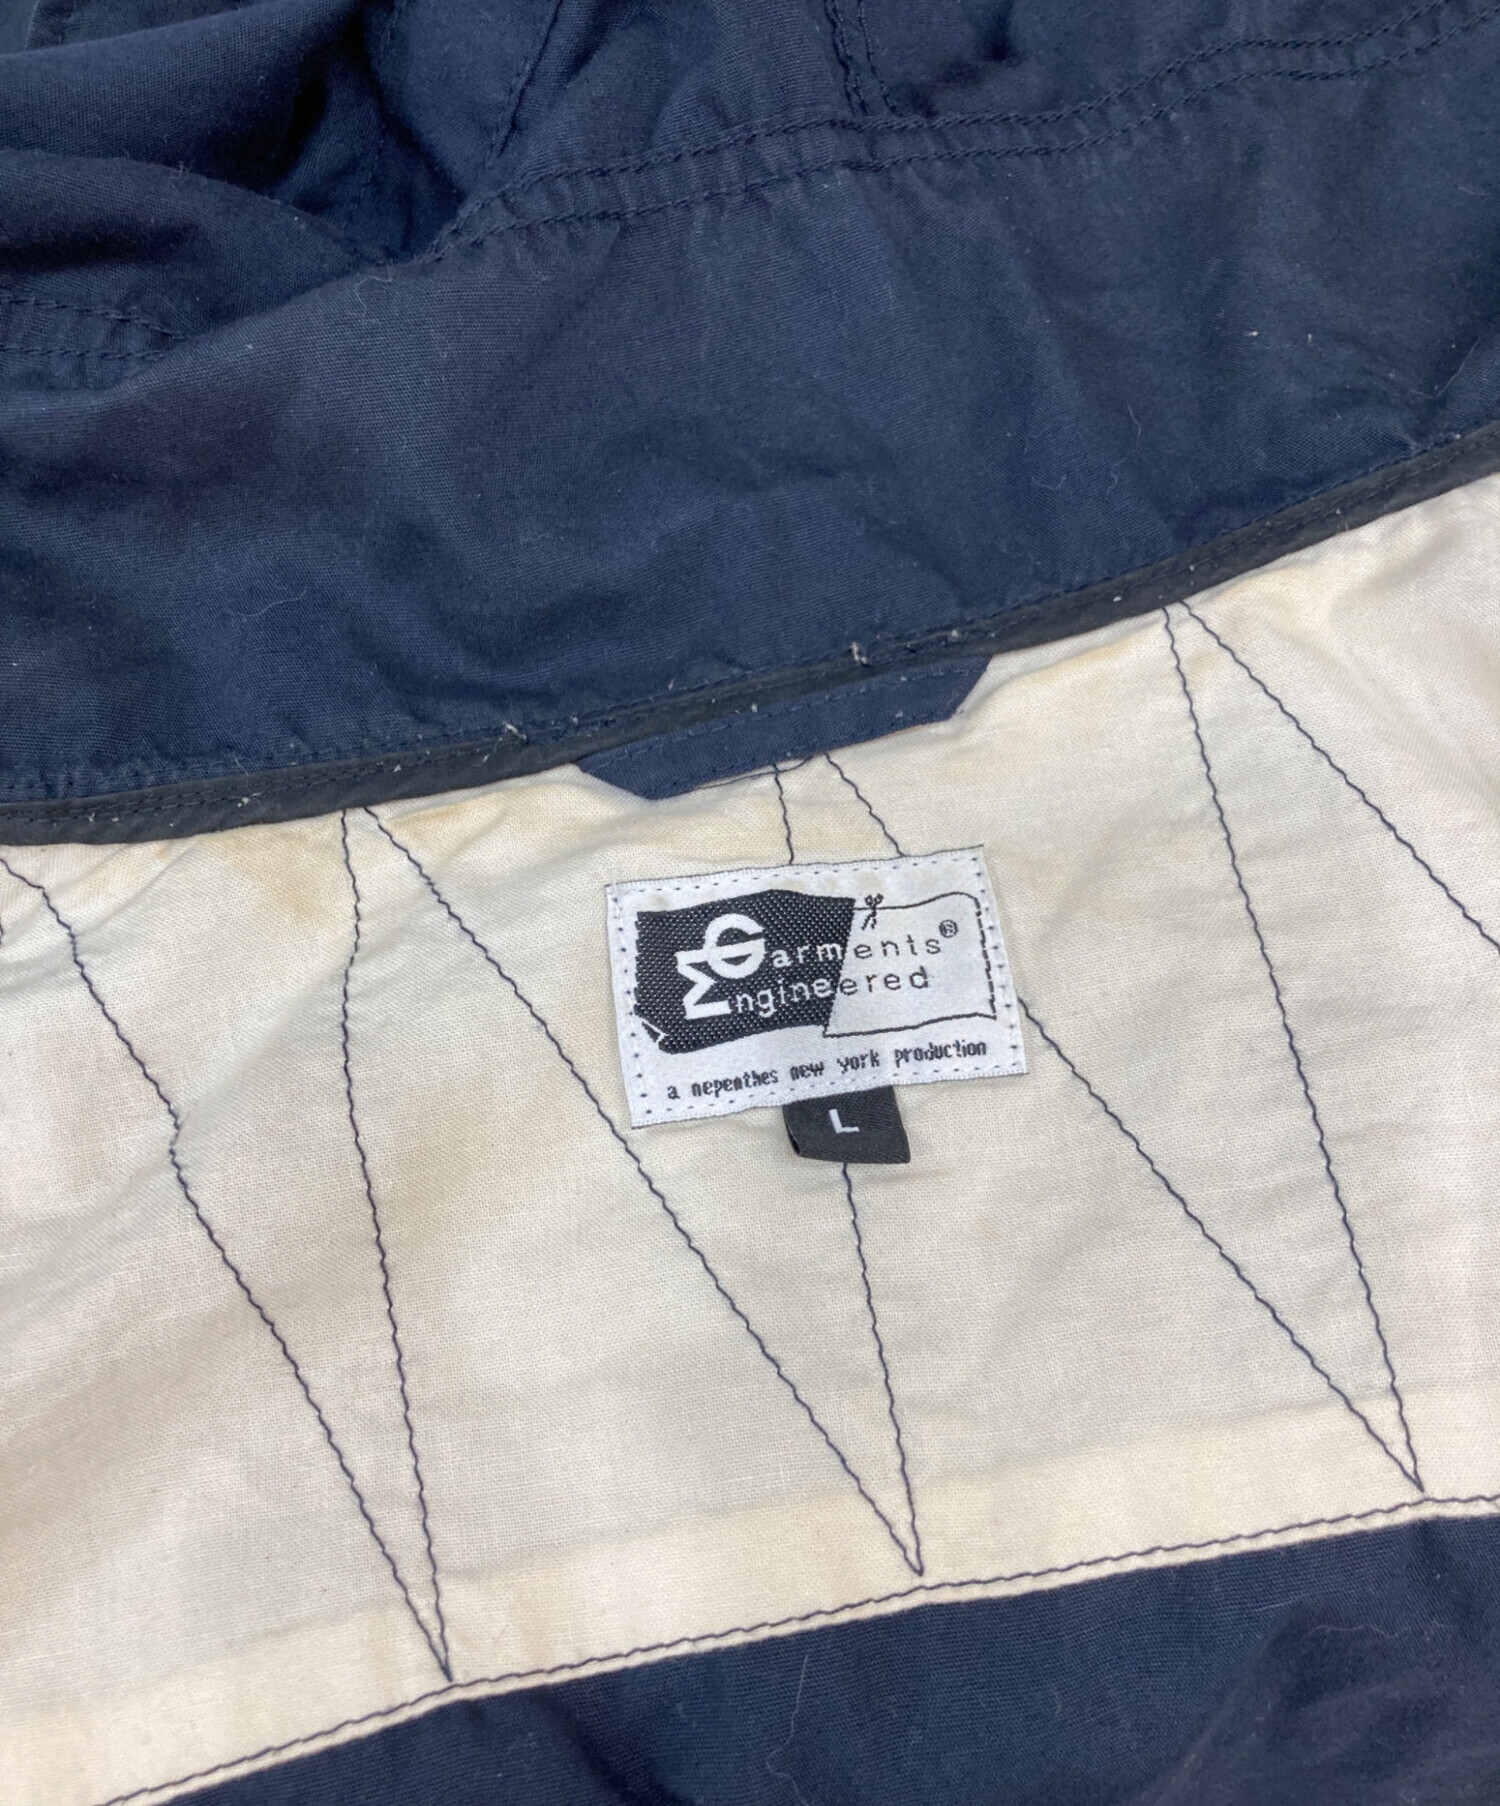 Garments®
Engineered
a nepenthes new york production
L